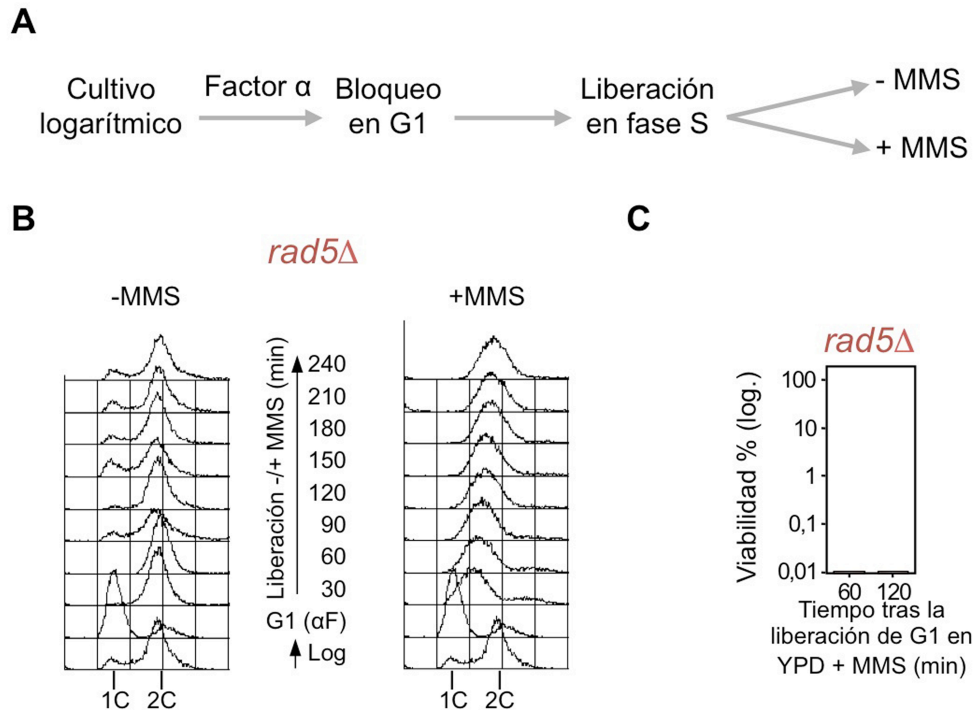 A
Cultivo
logarítmico
Factor α
Bloqueo
en G1
Liberación
en fase S
- MMS
+ MMS
B
rad5Δ
-MMS
+MMS
Liberación -/+ MMS (min)
240
210
180
150
120
90
60
30
G1 (αF)
Log
1C 2C
1C 2C
C
rad5Δ
Viabilidad % (log.)
100
10
1
0,1
0,01
60 120
Tiempo tras la
liberación de G1 en
YPD + MMS (min)